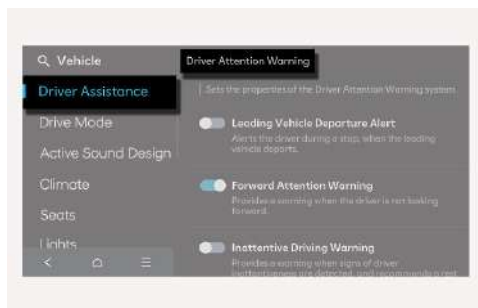 Vehicle
Driver Attention Warning
Driver Assistance
Sets the properties of the Driver Attention Warning system.
Drive Mode
Leading Vehicle Departure Alert
Alerts the driver during a stop, when the leading
vehicle departs.
Active Sound Design
Climate
Forward Attention Warning
Provides a warning when the driver is not looking
forward.
Seats
Lights
Inattentive Driving Warning
Provides a warning when signs of driver
inattentiveness are detected, and recommends a rest